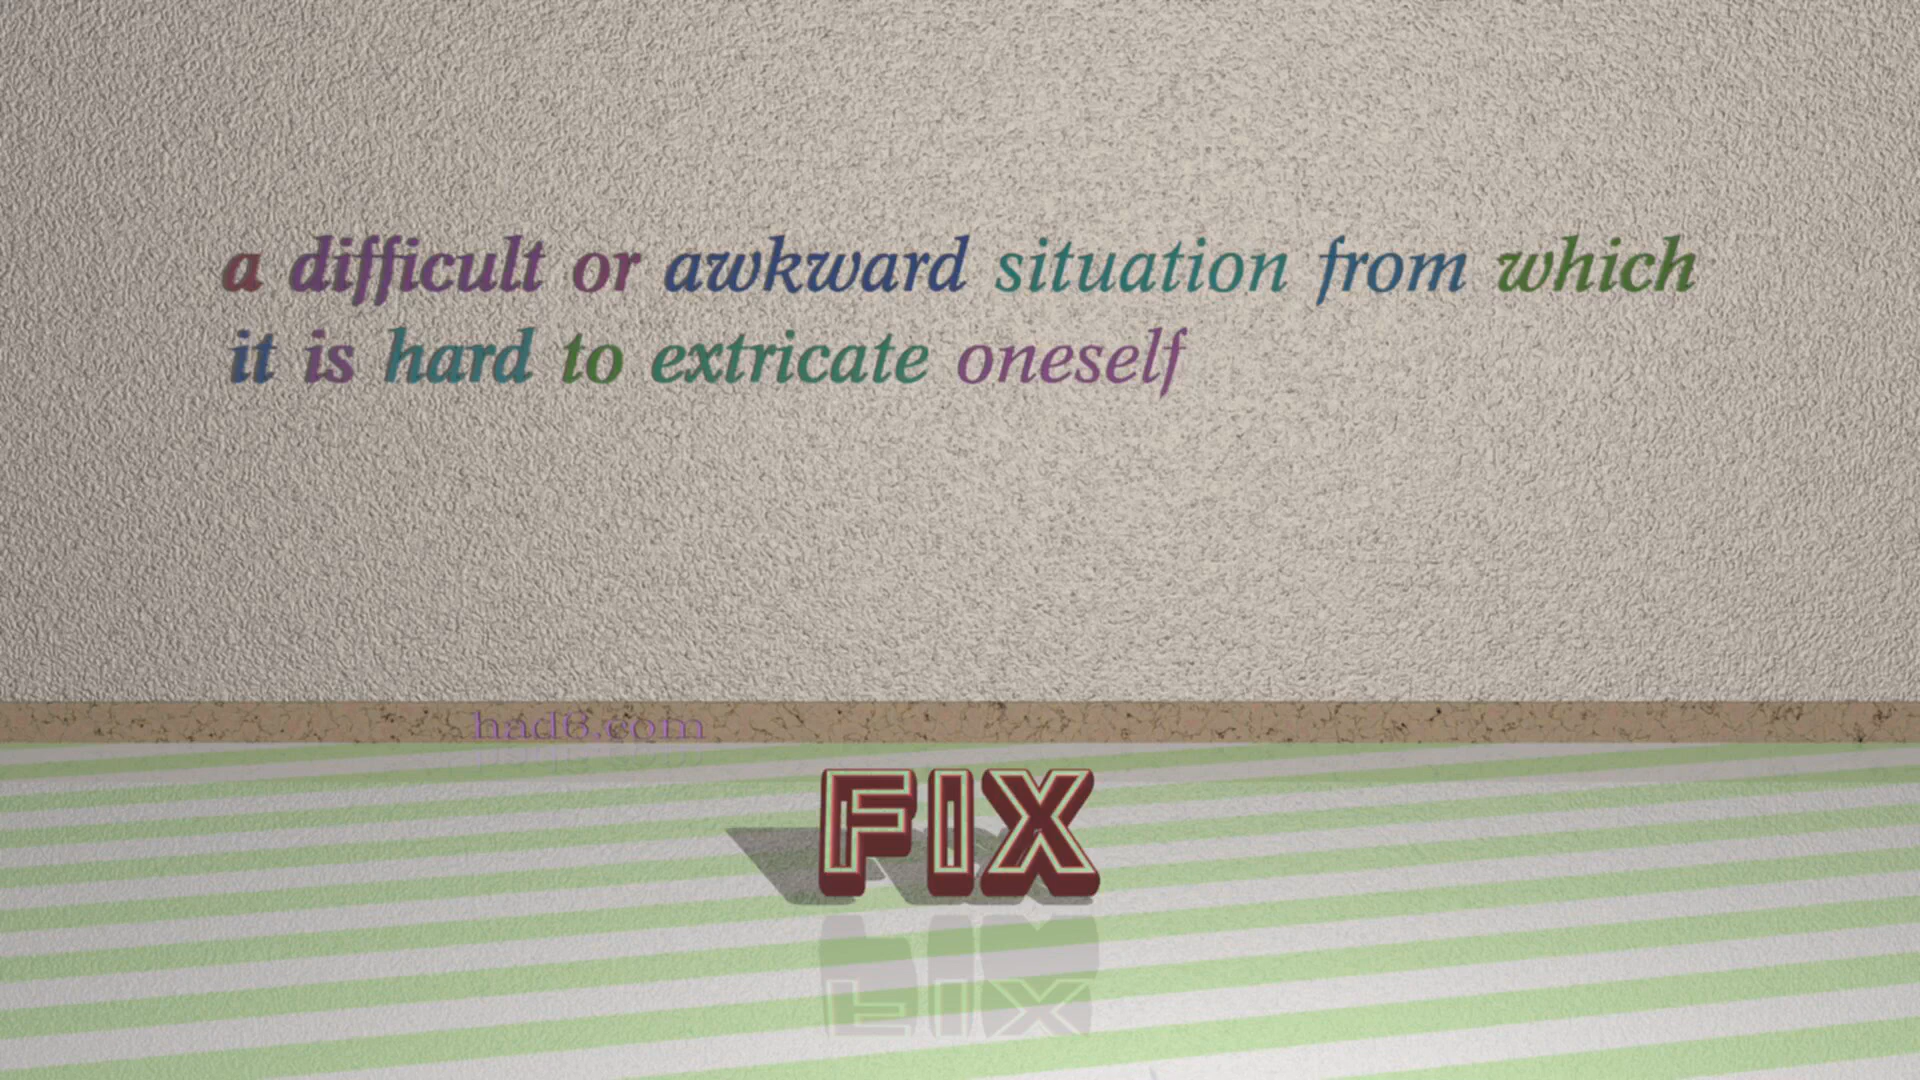 a difficult or awkward situation from which
it is hard to extricate oneself
had6.com
FIX